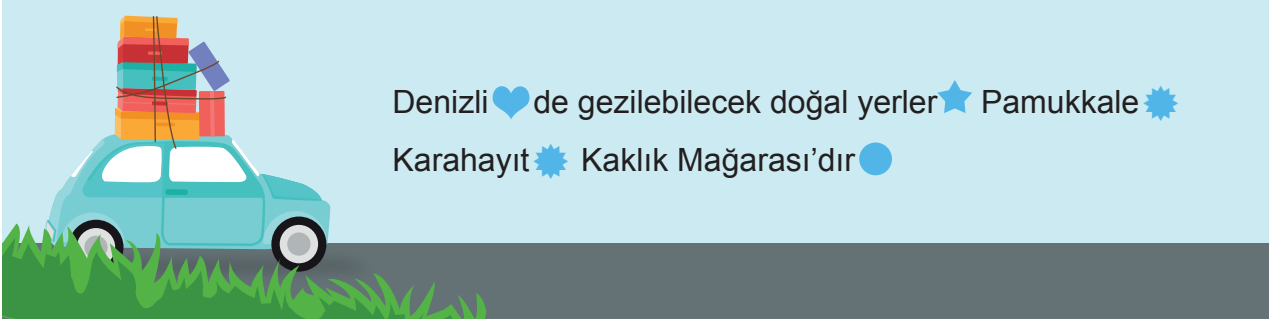 Denizli de gezilebilecek doğal yerler Pamukkale
Karahayıt Kaklık Mağarası’dır